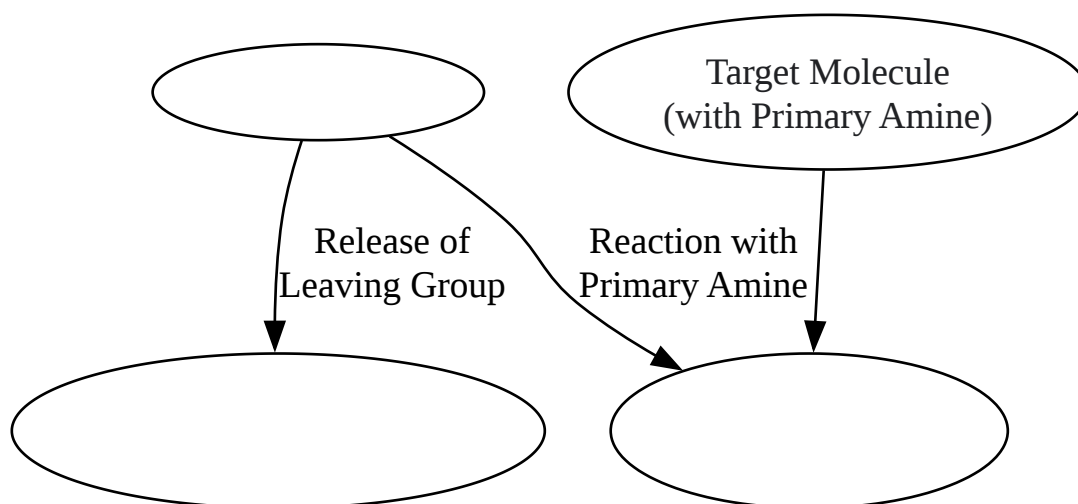 Target Molecule
(with Primary Amine)
Release of
Leaving Group
Reaction with
Primary Amine